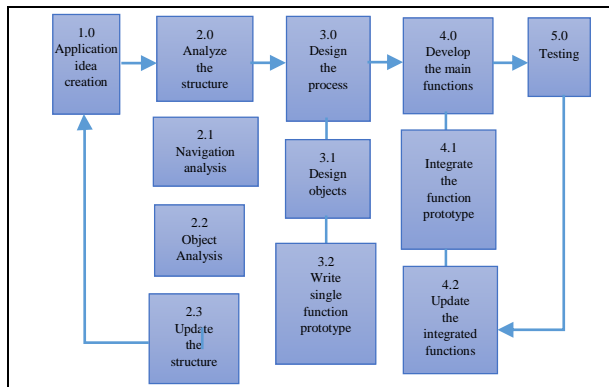 1.0
Application
idea
creation
2.0
Analyze
the
structure
3.0
Design
the
process
4.0
Develop
the main
functions
5.0
Testing
2.1
Navigation
analysis
3.1
Design
objects
4.1
Integrate
the
function
prototype
2.2
Object
Analysis
3.2
Write
single
function
prototype
2.3
Update
the
structure
4.2
Update
the
integrated
functions